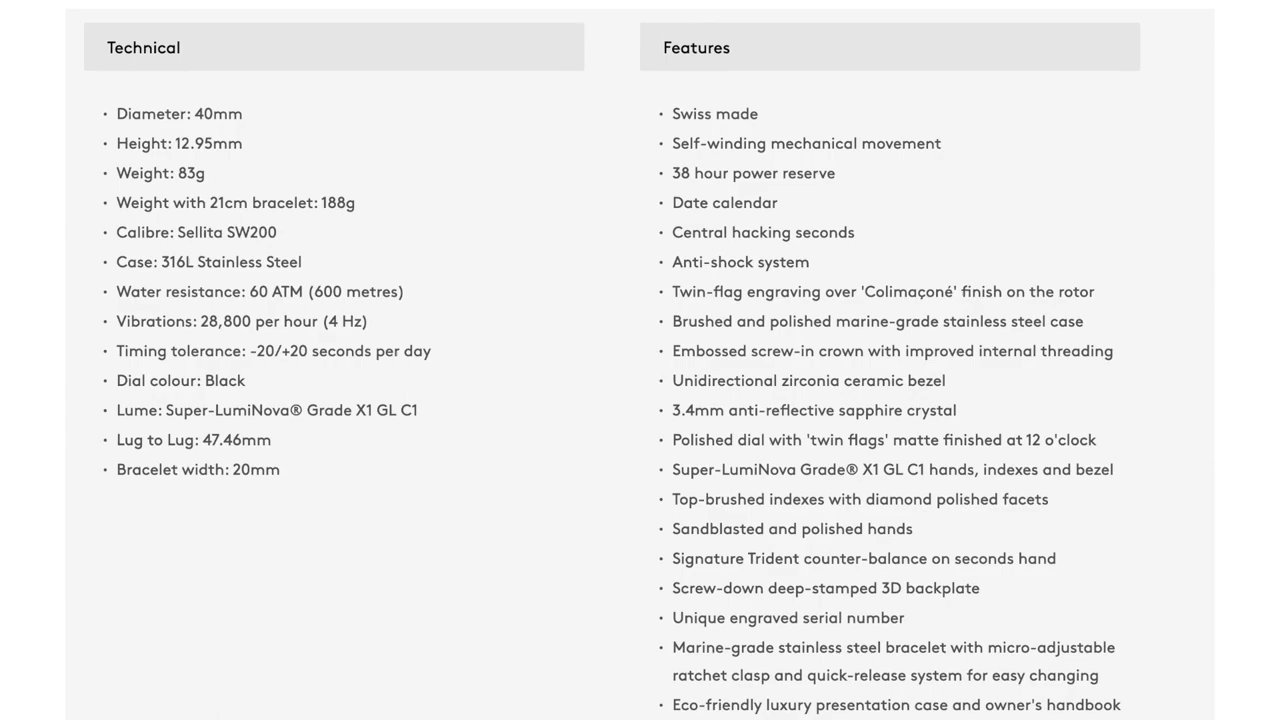 Technical
• Diameter: 40mm
• Height: 12.95mm
• Weight: 83g
• Weight with 21cm bracelet: 188g
• Calibre: Sellita SW200
• Case: 316L Stainless Steel
• Water resistance: 60 ATM (600 metres)
• Vibrations: 28,800 per hour (4 Hz)
• Timing tolerance: -20/+20 seconds per day
• Dial colour: Black
• Lume: Super-LumiNova® Grade X1 GL C1
• Lug to Lug: 47.46mm
• Bracelet width: 20mm
Features
• Swiss made
• Self-winding mechanical movement
• 38 hour power reserve
• Date calendar
• Central hacking seconds
• Anti-shock system
• Twin-flag engraving over 'Colimaçoné' finish on the rotor
• Brushed and polished marine-grade stainless steel case
• Embossed screw-in crown with improved internal threading
• Unidirectional zirconia ceramic bezel
• 3.4mm anti-reflective sapphire crystal
• Polished dial with 'twin flags' matte finished at 12 o'clock
• Super-LumiNova Grade® X1 GL C1 hands, indexes and bezel
• Top-brushed indexes with diamond polished facets
• Sandblasted and polished hands
• Signature Trident counter-balance on seconds hand
• Screw-down deep-stamped 3D backplate
• Unique engraved serial number
• Marine-grade stainless steel bracelet with micro-adjustable
ratchet clasp and quick-release system for easy changing
• Eco-friendly luxury presentation case and owner's handbook